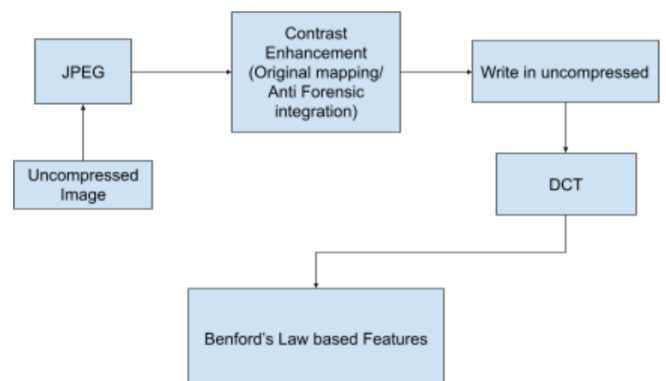 Contrast
Enhancement
(Original mapping/
Anti Forensic
integration)
JPEG
Write in uncompressed
Uncompressed
Image
DCT
Benford's Law based Features